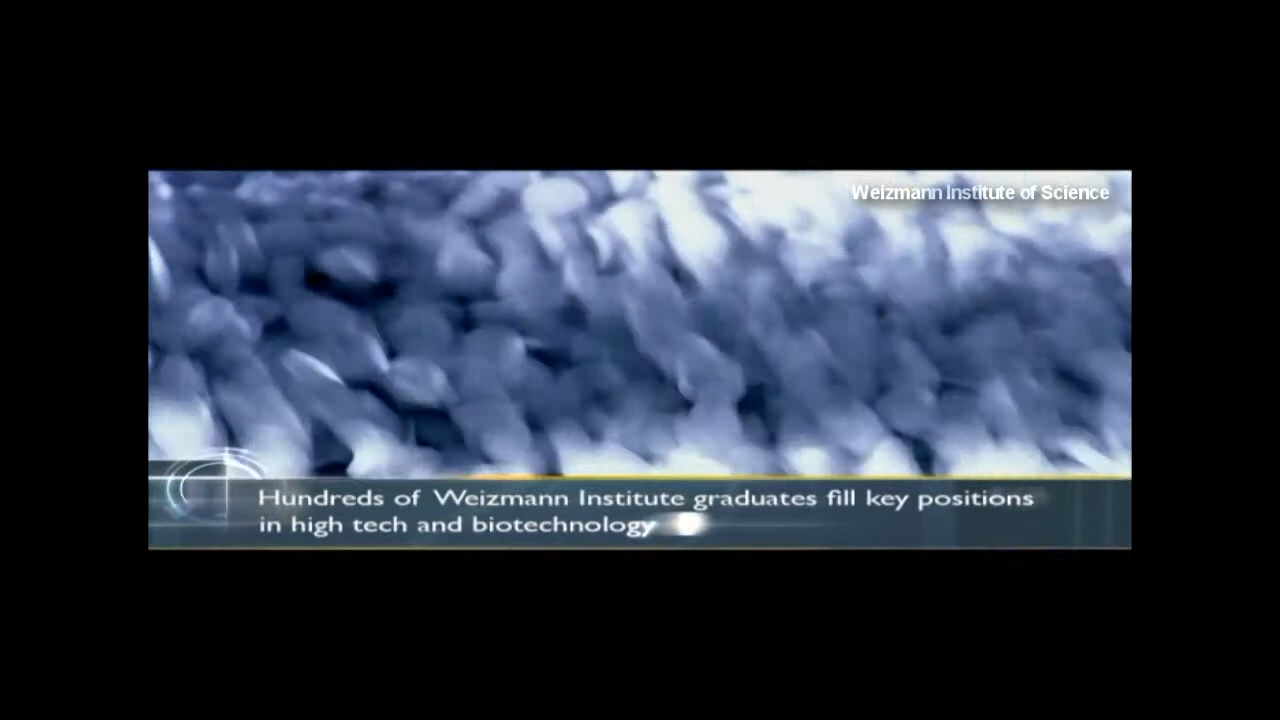 Weizmann Institute of Science
Hundreds of Weizmann Institute graduates fill key positions
in high tech and biotechnology